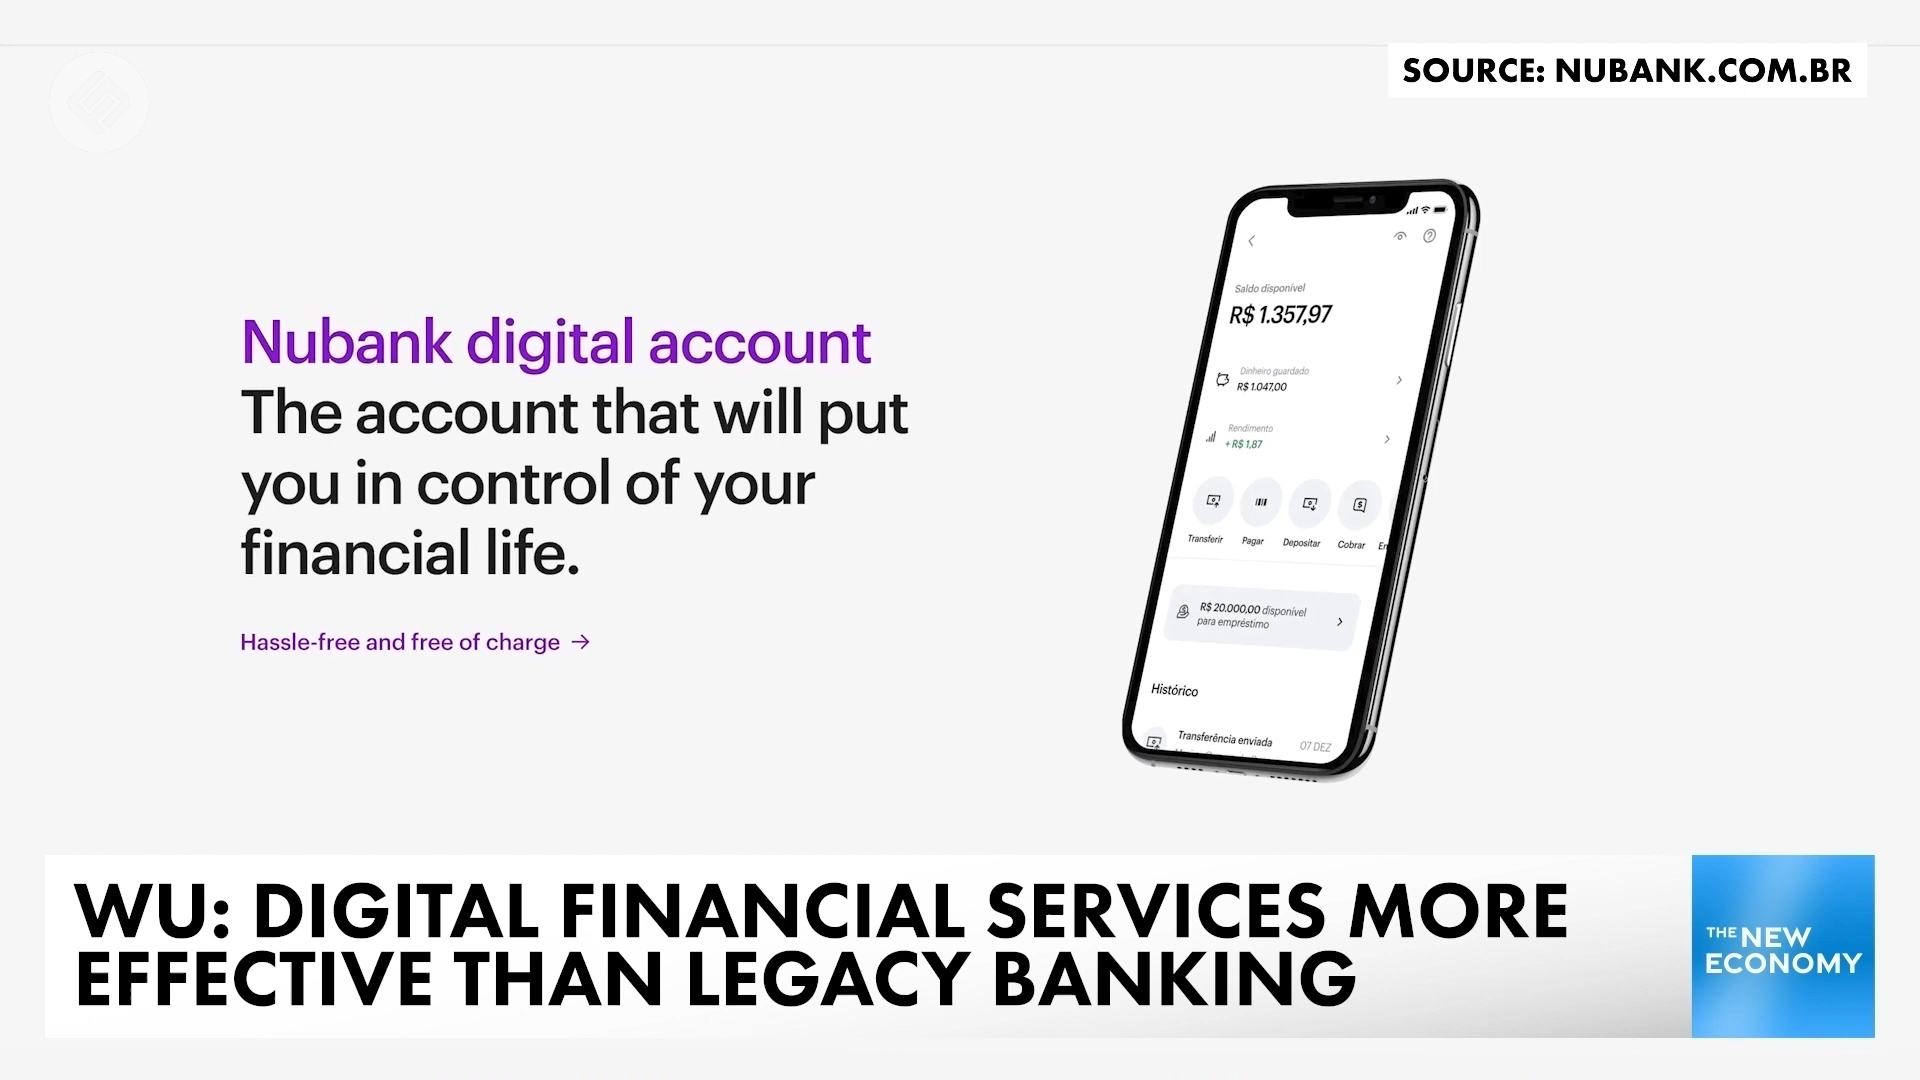 SOURCE: NUBANK.COM.BR
Nubank digital account
The account that will put
you in control of your
financial life.
Hassle-free and free of charge →
Saldo disponível
R$ 1.357,97
Dinheiro guardado
R$ 1.047,00
Rendimento
+ R$ 1,87
Transferir Pagar Depositar Cobrar En
R$ 20.000,00 disponível
para empréstimo
Histórico
Transferência enviada 07 DEZ
WU: DIGITAL FINANCIAL SERVICES MORE
EFFECTIVE THAN LEGACY BANKING
THE NEW
ECONOMY